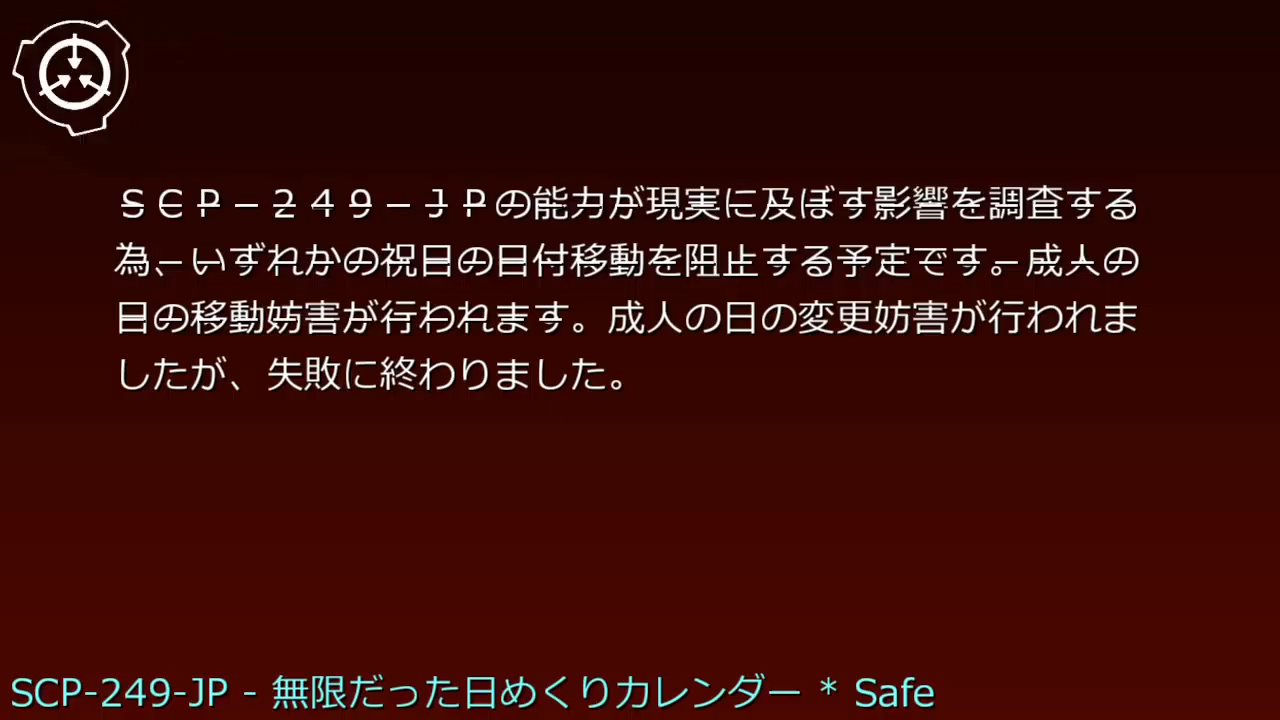 ＳＣＰ－２４９－ＪＰの能力が現実に及ぼす影響を調査する
為、いずれかの祝日の日付移動を阻止する予定です。成人の
日の移動妨害が行われます。成人の日の変更妨害が行われま
したが、失敗に終わりました。
SCP-249-JP - 無限だった日めくりカレンダー * Safe